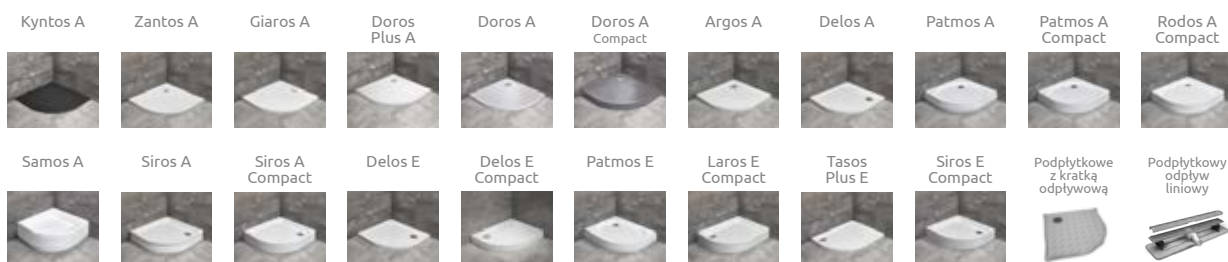 Kyntos A
Zantos A
Giaros A
Doros
Plus A
Doros A
Doros A
Compact
Argos A
Delos A
Patmos A
Patmos A
Compact
Rodos A
Compact
Samos A
Siros A
Siros A
Compact
Delos E
Delos E
Compact
Patmos E
Laros E
Compact
Tasos
Plus E
Siros E
Compact
Podpłytkowe
z kratką
odpływową
Podpłytkowy
odpływ
liniowy